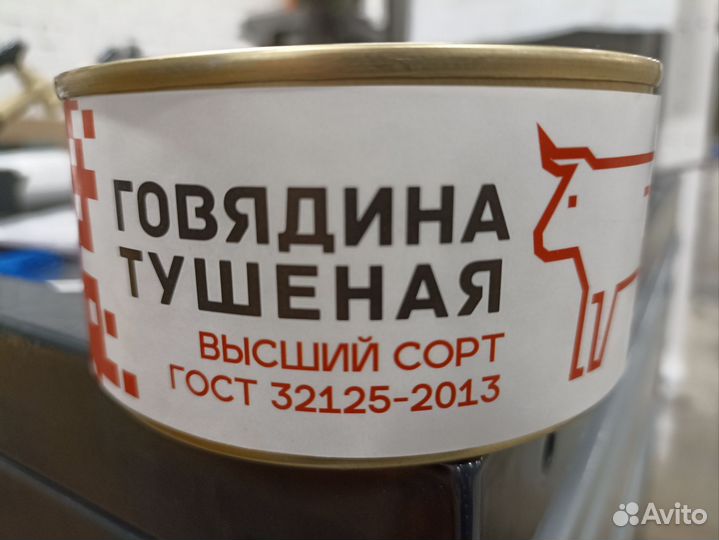 ГОВЯДИНА
ТУШЕНАЯ
ВЫСШИЙ СОРТ
ГОСТ 32125-2013
Avito